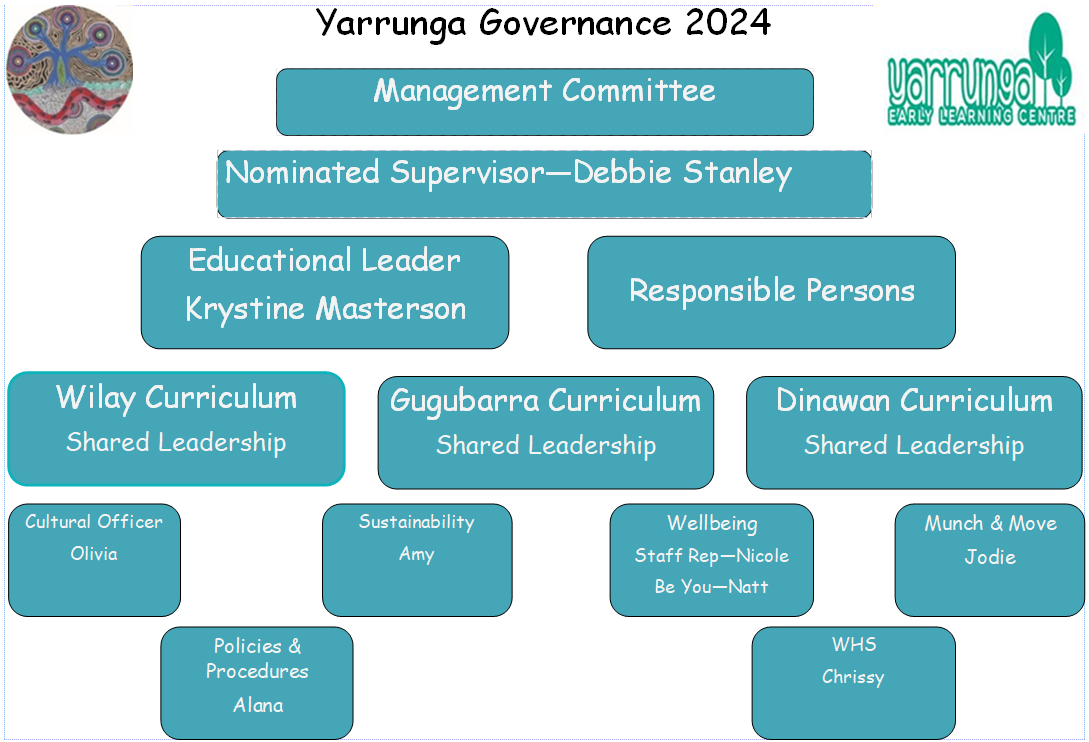 Yarrunga Governance 2024
yarrunga
EARLY LEARNING CENTRE
Management Committee
Nominated Supervisor—Debbie Stanley
Educational Leader
Krystine Masterson
Responsible Persons
Wilay Curriculum
Shared Leadership
Gugubarra Curriculum
Shared Leadership
Dinawan Curriculum
Shared Leadership
Cultural Officer
Olivia
Sustainability
Amy
Wellbeing
Staff Rep—Nicole
Be You—Natt
Munch & Move
Jodie
Policies &
Procedures
Alana
WHS
Chrissy